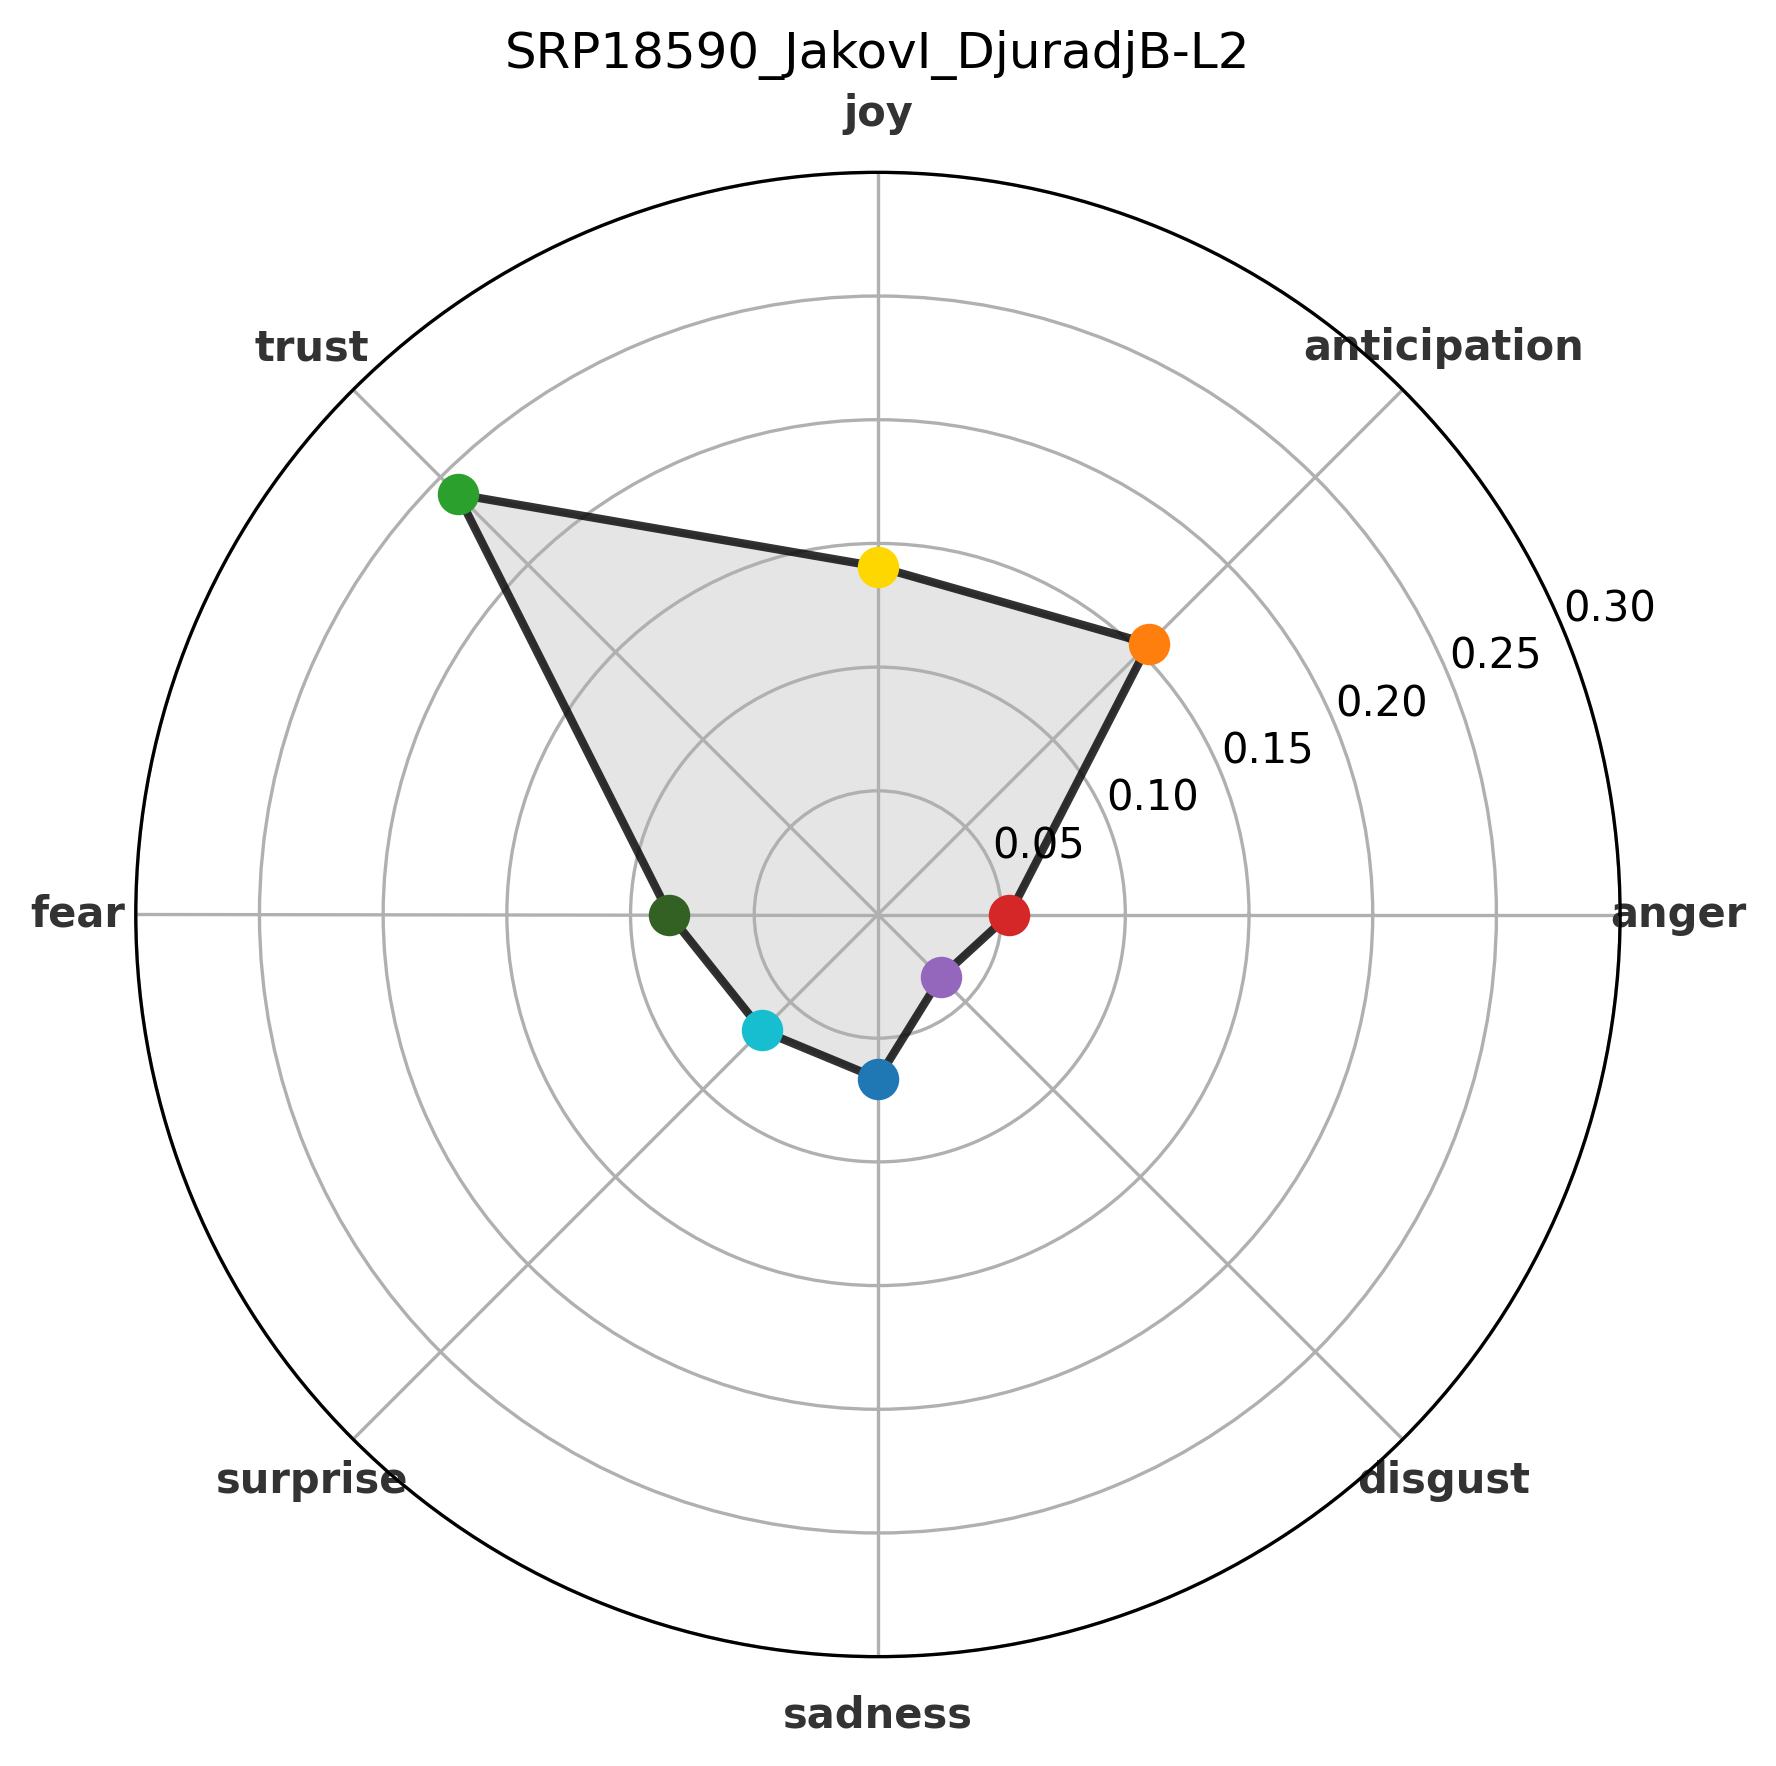 SRP18590_JakovI_DjuradjB-L2
joy
trust
anticipation
0.30
0.25
0.20
0.15
0.10
0.05
fear
anger
surprise
disgust
sadness